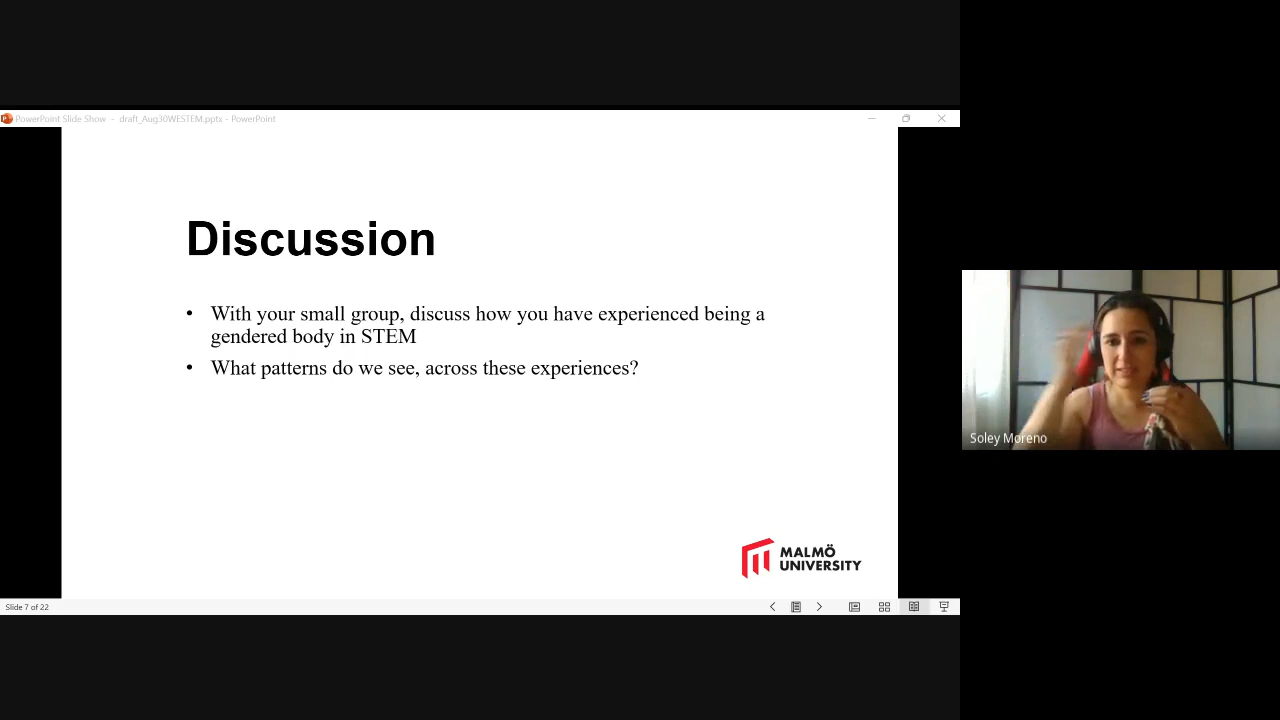 PowerPoint Slide Show - draft_Aug30WESTEM.ppts - PowerPoint
Discussion
• With your small group, discuss how you have experienced being a
gendered body in STEM
• What patterns do we see, across these experiences?
MALMÖ
UNIVERSITY
Slide 7 of 22
Soley Moreno